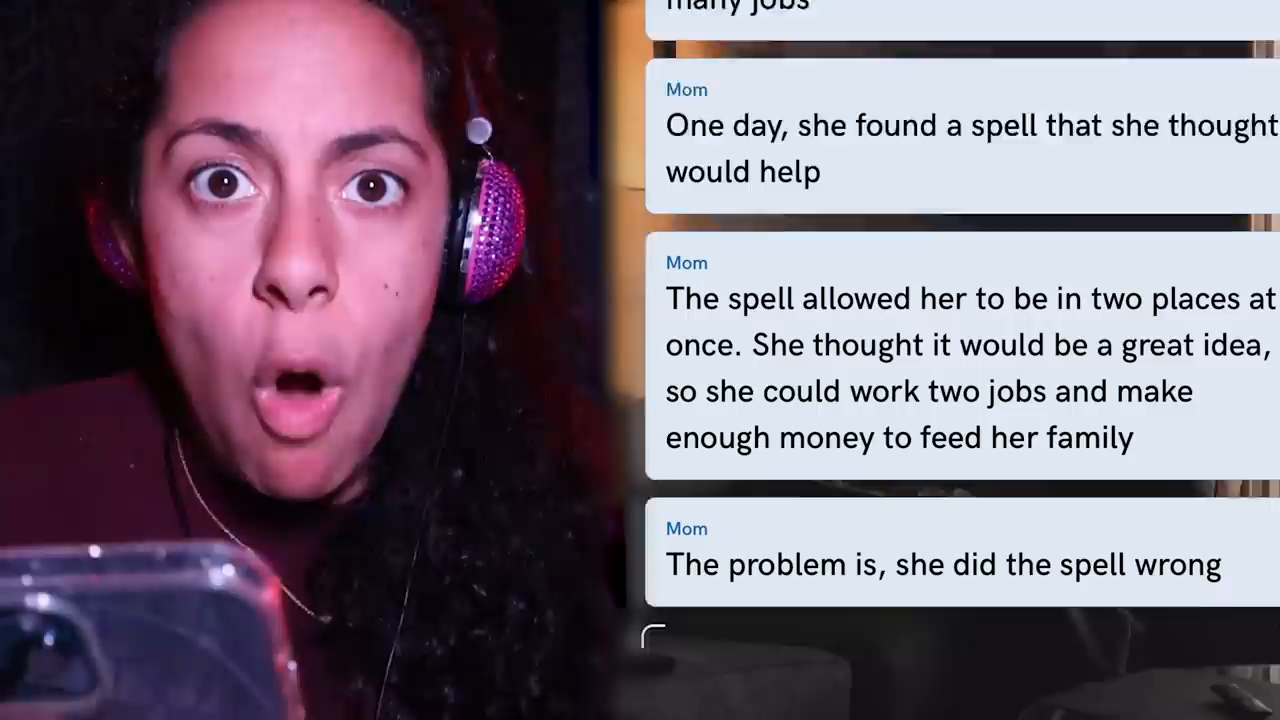 many jobs
Mom
One day, she found a spell that she thought
would help
Mom
The spell allowed her to be in two places at
once. She thought it would be a great idea,
so she could work two jobs and make
enough money to feed her family
Mom
The problem is, she did the spell wrong